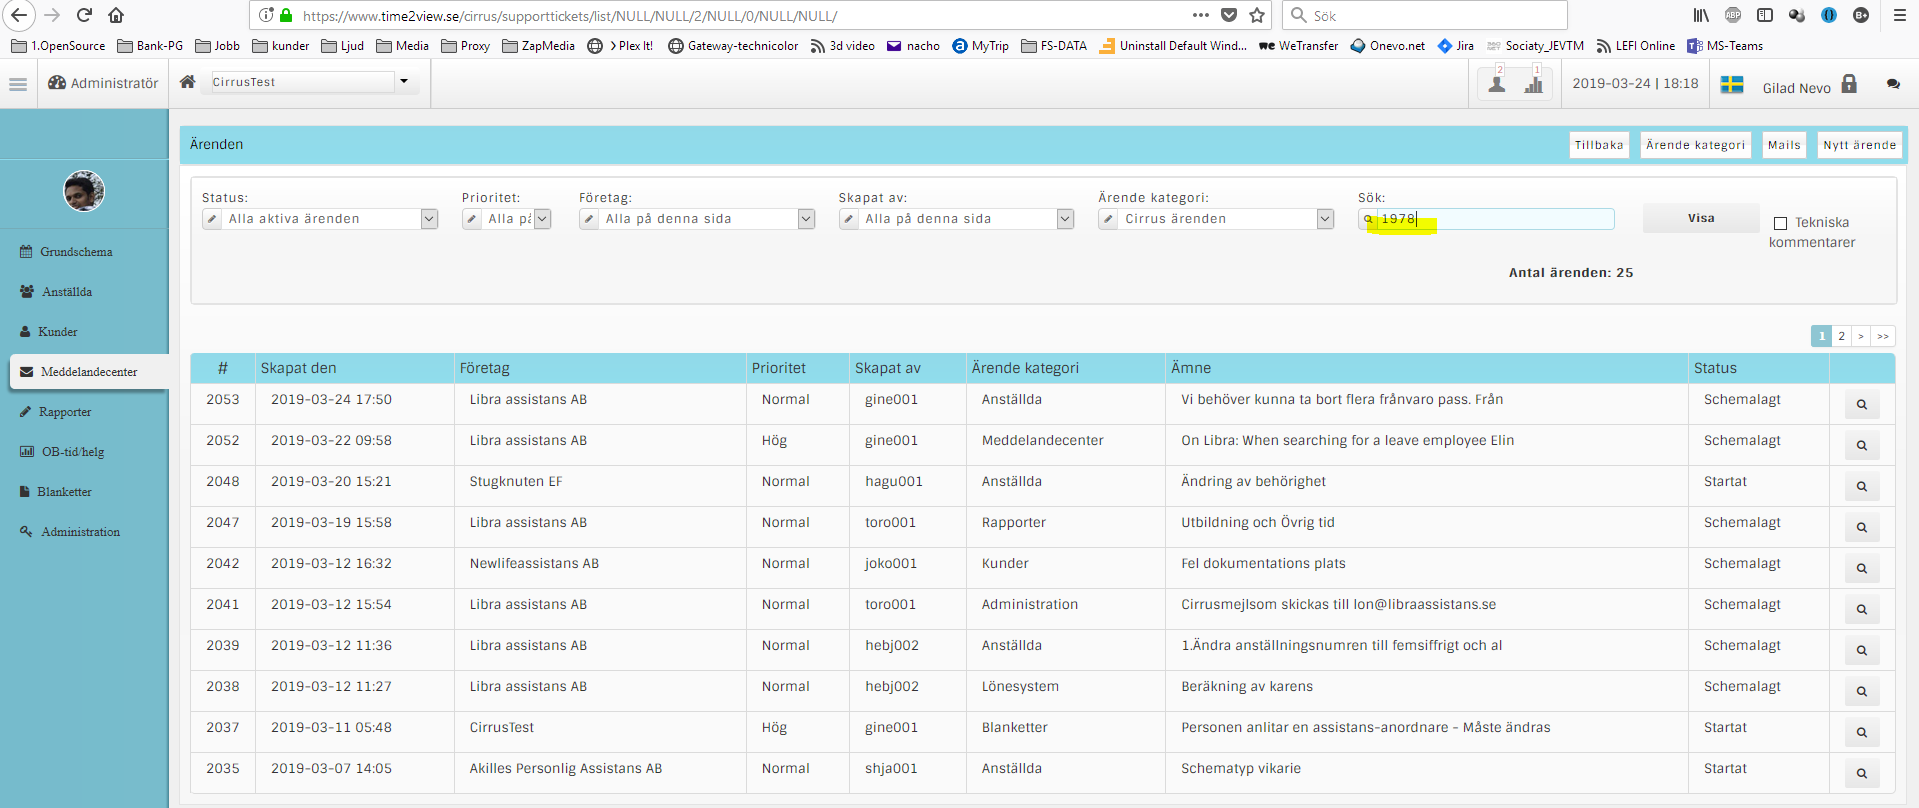 https://www.time2view.se/cirrus/supporttickets/list/NULL/NULL/2/NULL/0/NULL/NULL/
Sök
1.OpenSource Bank-PG Jobb kunder Ljud Media Proxy ZapMedia > Plex It! Gateway-technicolor 3d video nacho MyTrip FS-DATA Uninstall Default Wind... WeTransfer Onevo.net Jira Sociaty_JEVTM LEFI Online MS-Teams
Administratör CirrusTest 2 1 2019-03-24 | 18:18 Gilad Nevo
Ärenden Tillbaka Ärende kategori Mails Nytt ärende
Status: Prioritet: Företag: Skapat av: Ärende kategori: Sök:
Alla aktiva ärenden Alla på Alla på denna sida Alla på denna sida Cirrus ärenden 1978 Visa Tekniska
kommentarer
Antal ärenden: 25
Grundschema
Anställda
Kunder
Meddelandecenter
Rapporter
OB-tid/helg
Blanketter
Administration
1 2 > >>
# Skapat den Företag Prioritet Skapat av Ärende kategori Ämne Status
2053 2019-03-24 17:50 Libra assistans AB Normal gine001 Anställda Vi behöver kunna ta bort flera frånvaro pass. Från Schemalagt
2052 2019-03-22 09:58 Libra assistans AB Hög gine001 Meddelandecenter On Libra: When searching for a leave employee Elin Schemalagt
2048 2019-03-20 15:21 Stugknuten EF Normal hagu001 Anställda Ändring av behörighet Startat
2047 2019-03-19 15:58 Libra assistans AB Normal toro001 Rapporter Utbildning och Övrig tid Schemalagt
2042 2019-03-12 16:32 Newlifeassistans AB Normal joko001 Kunder Fel dokumentations plats Schemalagt
2041 2019-03-12 15:54 Libra assistans AB Normal toro001 Administration Cirrusmejlsom skickas till lon@libraassistans.se Schemalagt
2039 2019-03-12 11:36 Libra assistans AB Normal hebj002 Anställda 1.Ändra anställningsnumren till femsiffrigt och al Schemalagt
2038 2019-03-12 11:27 Libra assistans AB Normal hebj002 Lönesystem Beräkning av karens Schemalagt
2037 2019-03-11 05:48 CirrusTest Hög gine001 Blanketter Personen anlitar en assistans-anordnare - Måste ändras Startat
2035 2019-03-07 14:05 Akilles Personlig Assistans AB Normal shja001 Anställda Schematyp vikarie Startat